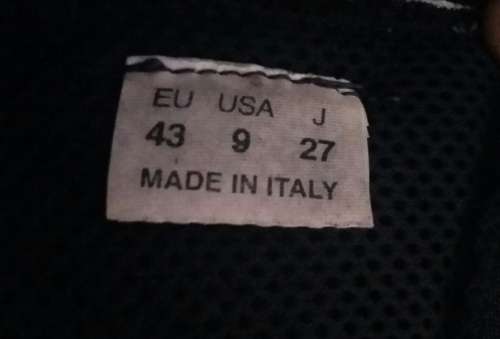 EU USA J
43 9 27
MADE IN ITALY